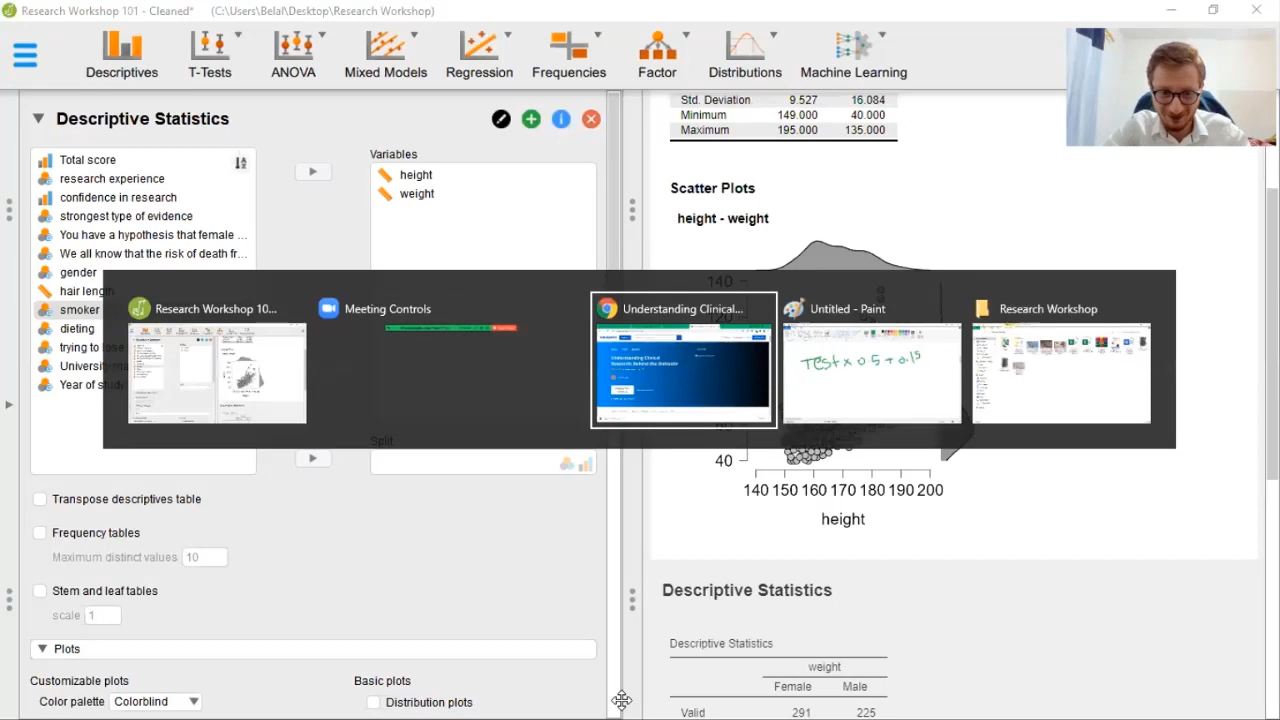 Research Workshop 101 - Cleaned* (C:\Users\Belal\Desktop\Research Workshop)
Descriptives
T-Tests
ANOVA
Mixed Models
Regression
Frequencies
Factor
Distributions
Machine Learning
Descriptive Statistics
Total score
research experience
confidence in research
strongest type of evidence
You have a hypothesis that female ...
We all know that the risk of death fr...
gender
hair length
smoker
dieting
trying to lose
University
Year of study
Variables
height
weight
Split
Transpose descriptives table
Frequency tables
Maximum distinct values 10
Stem and leaf tables
scale 1
Plots
Customizable plots
Color palette Colorblind
Basic plots
Distribution plots
Std. Deviation 9.527 16.084
Minimum 149.000 40.000
Maximum 195.000 135.000
Scatter Plots
height - weight
140
40
140 150 160 170 180 190 200
height
Descriptive Statistics
Descriptive Statistics
weight
Female Male
Valid 291 225
Research Workshop 10...
Meeting Controls
Understanding Clinical...
Untitled - Paint
Research Workshop
Test x 0.5 + 0.15